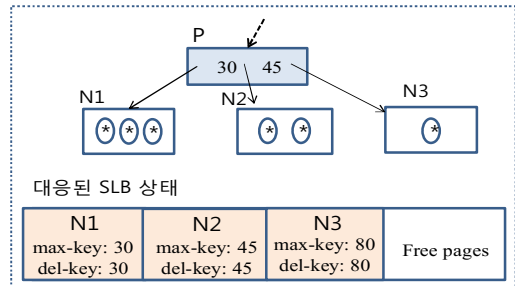 P
30 45
N1
N2
N3
* * *
* *
*
대응된 SLB 상태
N1 N2 N3
max-key: 30 max-key: 45 max-key: 80 Free pages
del-key: 30 del-key: 45 del-key: 80